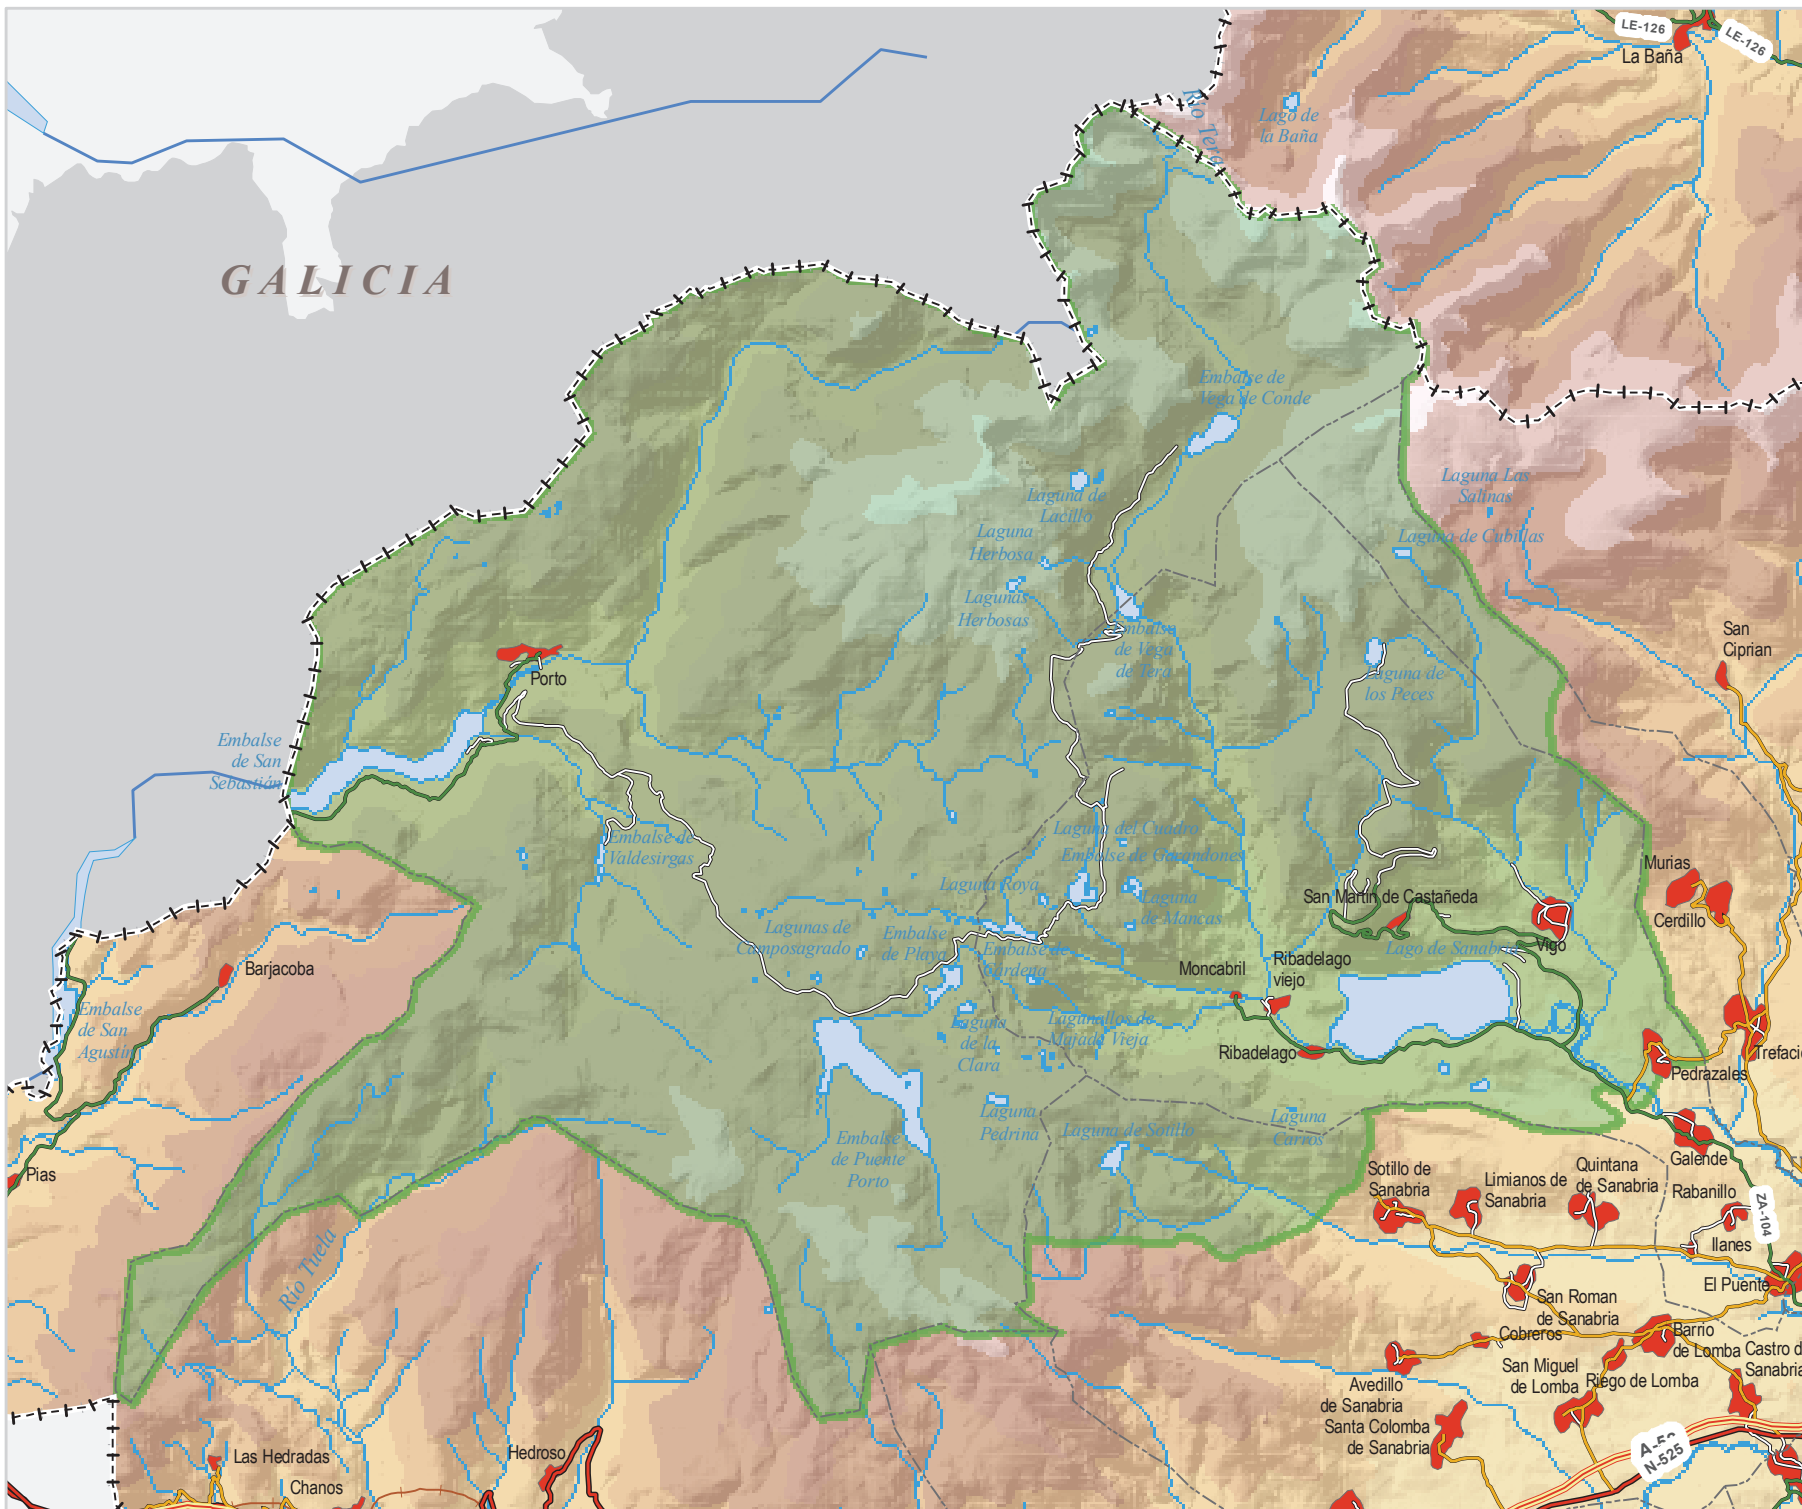 LE-126
LE-126
La Baña
Río Tera
Lago de
la Baña
GALICIA
Embalse de
Vega de Conde
Laguna Las
Salinas
Laguna de
Lacillo
Laguna
Herbosa
Laguna de Cubillas
Lagunas
Herbosas
Embalse
de Vega
de Tera
San
Ciprian
Porto
Laguna de
los Peces
Embalse
de San
Sebastián
Embalse de
Valdesirgas
Laguna del Cuadro
Embalse de Garandones
Murias
Laguna Roya
Laguna
de Mancas
San Martin de Castañeda
Cerdillo
Lagunas de
Camposagrado
Embalse
de Playa
Embalse de
Cárdena
Lago de Sanabria
Vigo
Moncabril
Ribadelago
viejo
Barjacoba
Embalse
de San
Agustín
Laguna
de la
Clara
Lagunallos de
Majada Vieja
Ribadelago
Trefacio
Pedrazales
Laguna
Pedrina
Laguna de Sotillo
Laguna
Carros
Embalse
de Puente
Porto
Galende
Pias
Sotillo de
Sanabria
Limianos de
Sanabria
Quintana
de Sanabria
Rabanillo
ZA-104
Ilanes
Río Tuela
El Puente
San Roman
de Sanabria
Cobreros
Barrio
de Lomba
Castro d
Sanabria
San Miguel
de Lomba
Riego de Lomba
Avedillo
de Sanabria
Santa Colomba
de Sanabria
A-52
N-525
Las Hedradas
Hedroso
Chanos